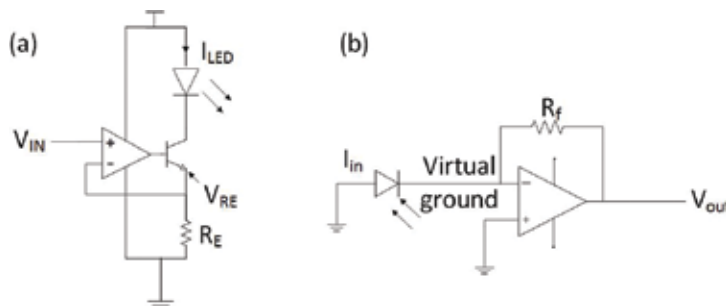 (a)
I_LED
V_IN
+
-
V_RE
R_E
(b)
R_f
I_in
Virtual
ground
-
+
V_out